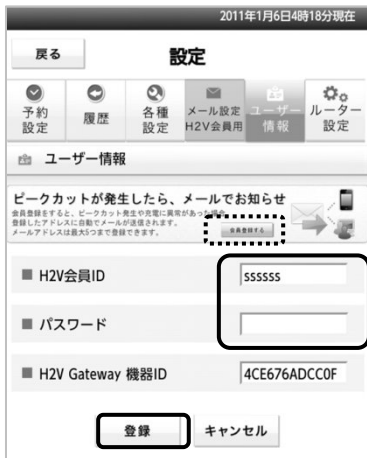 2011年1月6日4時18分現在
戻る
設定
予約
設定
履歴
各種
設定
メール設定
H2V会員用
ユーザー
情報
ルーター
設定
ユーザー情報
ピークカットが発生したら、メールでお知らせ
会員登録をすると、ピークカット発生や充電に異常があった場合、
登録したアドレスに自動でメールが送信されます。
メールアドレスは最大5つまで登録できます。
会員登録する
H2V会員ID
ssssss
パスワード
H2V Gateway 機器ID
4CE676ADCC0F
登録
キャンセル